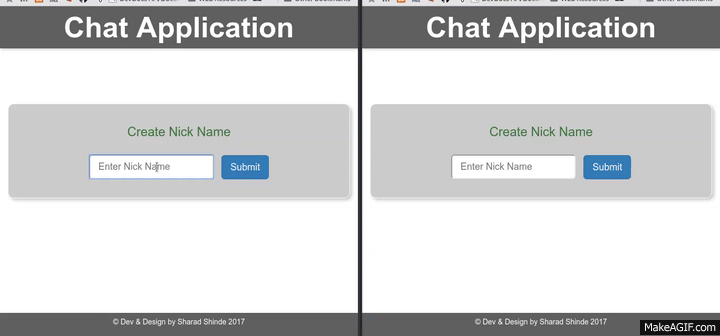 Chat Application
Create Nick Name
Enter Nick Name
Submit
© Dev & Design by Sharad Shinde 2017
Chat Application
Create Nick Name
Enter Nick Name
Submit
© Dev & Design by Sharad Shinde 2017
MakeAGIF.com